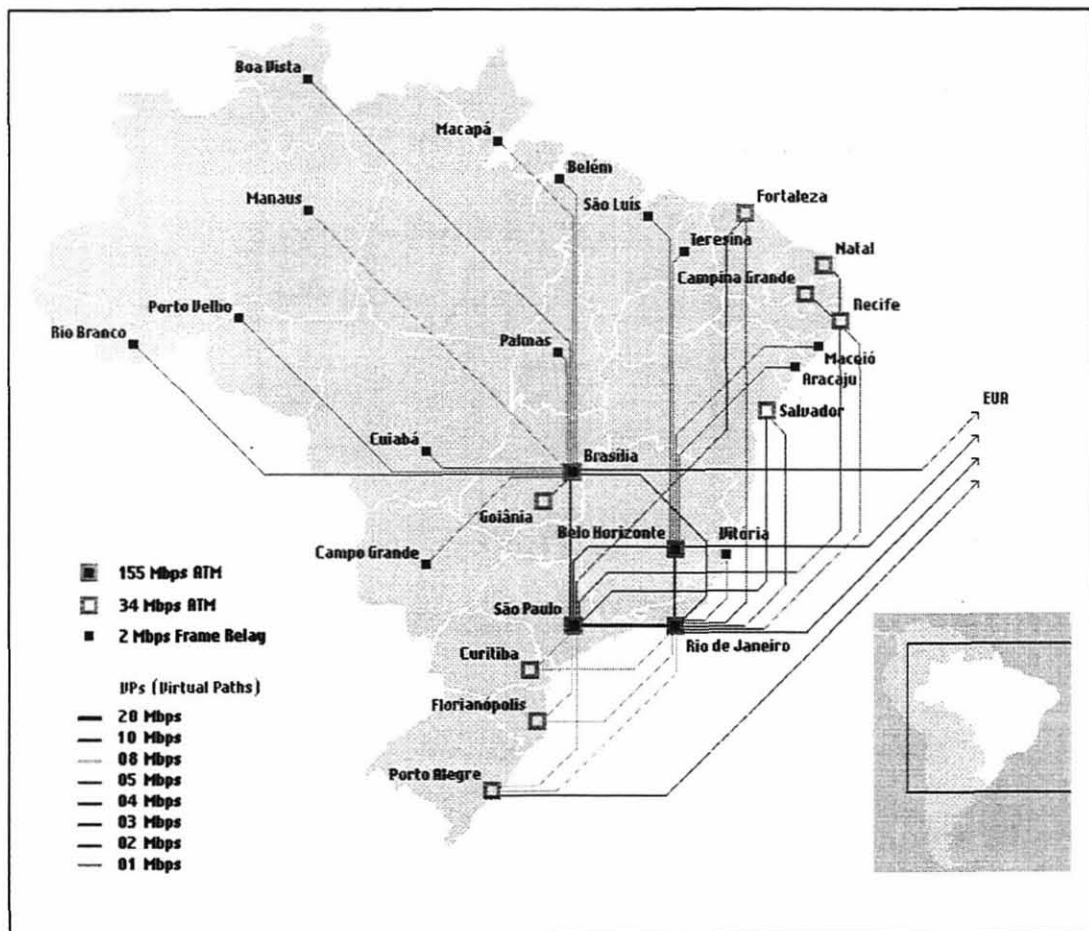 Boa Vista
Macapá
Belém
Manaus
São Luís
Fortaleza
Teresina
Natal
Campina Grande
Porto Velho
Recife
Rio Branco
Palmas
Maceió
Aracaju
EUA
Salvador
Cuiabá
Brasília
Goiânia
Belo Horizonte
Vitória
Campo Grande
155 Mbps ATM
34 Mbps ATM
São Paulo
2 Mbps Frame Relay
Rio de Janeiro
Curitiba
VPs (Virtual Paths)
Florianópolis
20 Mbps
10 Mbps
08 Mbps
Porto Alegre
05 Mbps
04 Mbps
03 Mbps
02 Mbps
01 Mbps